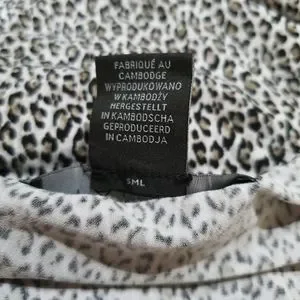 FABRIQUÉ AU
CAMBODGE
WYPRODUKOWANO
W KAMBODŻY
HERGESTELLT
IN KAMBODSCHA
GEPRODUCEERD
IN CAMBODJA
SML